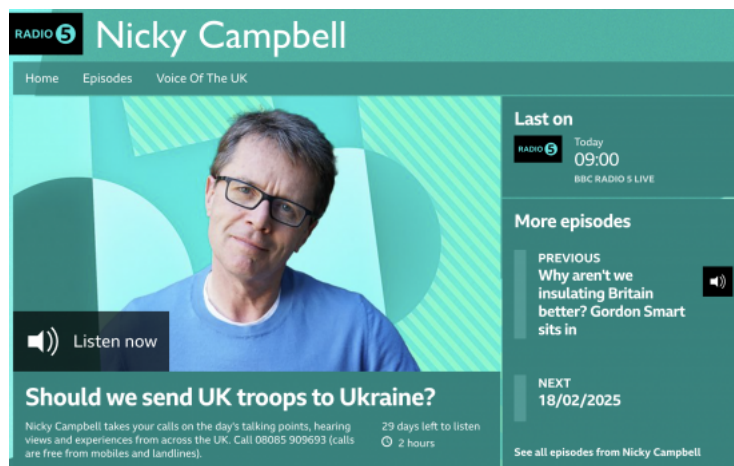 RADIO 5 Nicky Campbell
Home Episodes Voice Of The UK
Listen now
Should we send UK troops to Ukraine?
Nicky Campbell takes your calls on the day's talking points, hearing
views and experiences from across the UK. Call 08085 909693 (calls
are free from mobiles and landlines).
29 days left to listen
2 hours
Last on
RADIO 5
Today
09:00
BBC RADIO 5 LIVE
More episodes
PREVIOUS
Why aren't we
insulating Britain
better? Gordon Smart
sits in
NEXT
18/02/2025
See all episodes from Nicky Campbell